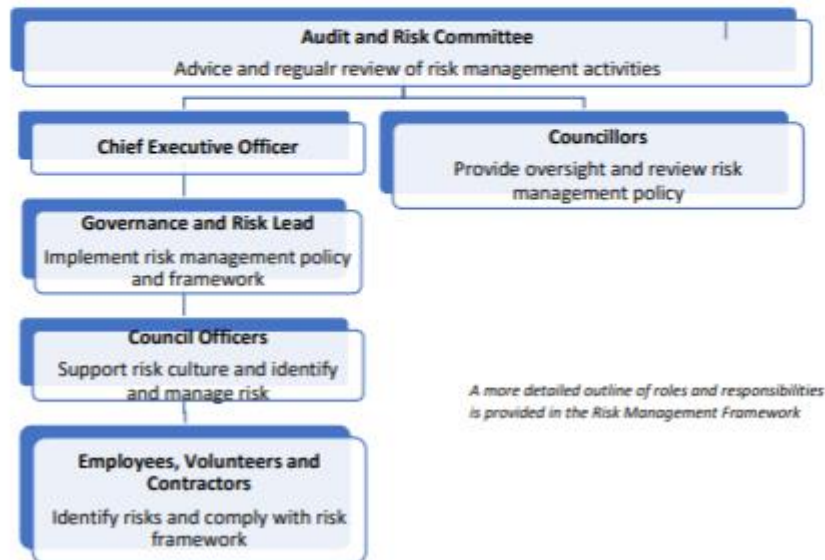 Audit and Risk Committee
Advice and regualr review of risk management activities
Chief Executive Officer
Councillors
Provide oversight and review risk
management policy
Governance and Risk Lead
Implement risk management policy
and framework
Council Officers
Support risk culture and identify
and manage risk
A more detailed outline of roles and responsibilities
is provided in the Risk Management Framework
Employees, Volunteers and
Contractors
Identify risks and comply with risk
framework